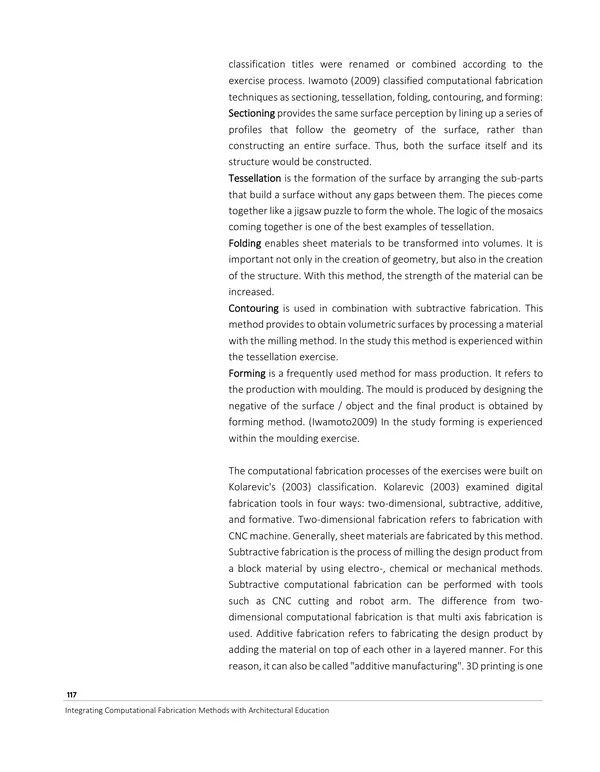 classification titles were renamed or combined according to the
exercise process. Iwamoto (2009) classified computational fabrication
techniques as sectioning, tessellation, folding, contouring, and forming:
Sectioning provides the same surface perception by lining up a series of
profiles that follow the geometry of the surface, rather than
constructing an entire surface. Thus, both the surface itself and its
structure would be constructed.
Tessellation is the formation of the surface by arranging the sub-parts
that build a surface without any gaps between them. The pieces come
together like a jigsaw puzzle to form the whole. The logic of the mosaics
coming together is one of the best examples of tessellation.
Folding enables sheet materials to be transformed into volumes. It is
important not only in the creation of geometry, but also in the creation
of the structure. With this method, the strength of the material can be
increased.
Contouring is used in combination with subtractive fabrication. This
method provides to obtain volumetric surfaces by processing a material
with the milling method. In the study this method is experienced within
the tessellation exercise.
Forming is a frequently used method for mass production. It refers to
the production with moulding. The mould is produced by designing the
negative of the surface / object and the final product is obtained by
forming method. (Iwamoto2009) In the study forming is experienced
within the moulding exercise.
The computational fabrication processes of the exercises were built on
Kolarevic's (2003) classification. Kolarevic (2003) examined digital
fabrication tools in four ways: two-dimensional, subtractive, additive,
and formative. Two-dimensional fabrication refers to fabrication with
CNC machine. Generally, sheet materials are fabricated by this method.
Subtractive fabrication is the process of milling the design product from
a block material by using electro-, chemical or mechanical methods.
Subtractive computational fabrication can be performed with tools
such as CNC cutting and robot arm. The difference from two-
dimensional computational fabrication is that multi axis fabrication is
used. Additive fabrication refers to fabricating the design product by
adding the material on top of each other in a layered manner. For this
reason, it can also be called "additive manufacturing". 3D printing is one
117
Integrating Computational Fabrication Methods with Architectural Education